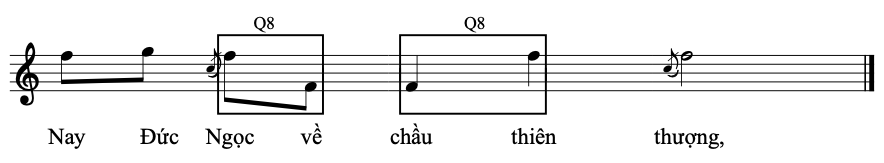 Q8 Q8
Nay Đức Ngọc về chầu thiên thượng,